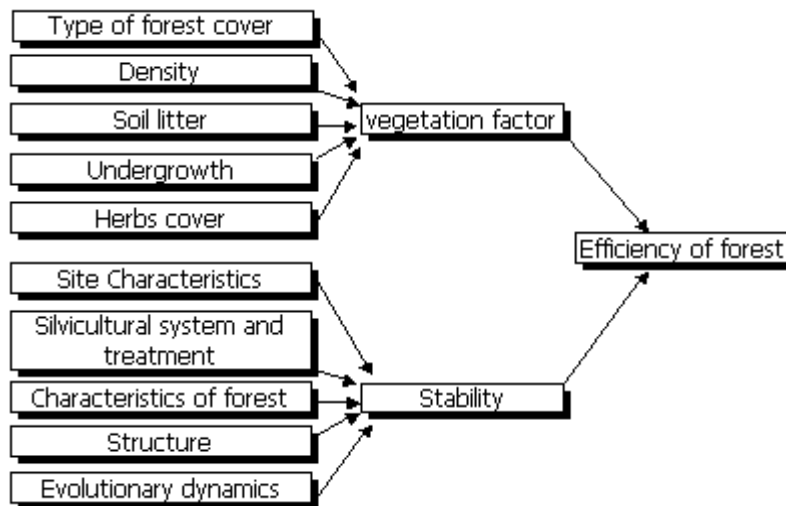 Type of forest cover
Density
Soil litter
Undergrowth
Herbs cover
vegetation factor
Site Characteristics
Silvicultural system and
treatment
Characteristics of forest
Structure
Evolutionary dynamics
Stability
Efficiency of forest